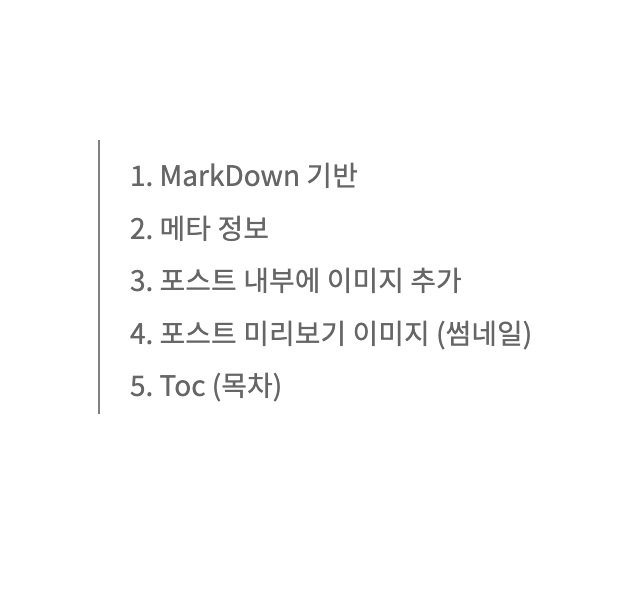 1. MarkDown 기반
2. 메타 정보
3. 포스트 내부에 이미지 추가
4. 포스트 미리보기 이미지 (썸네일)
5. Toc (목차)